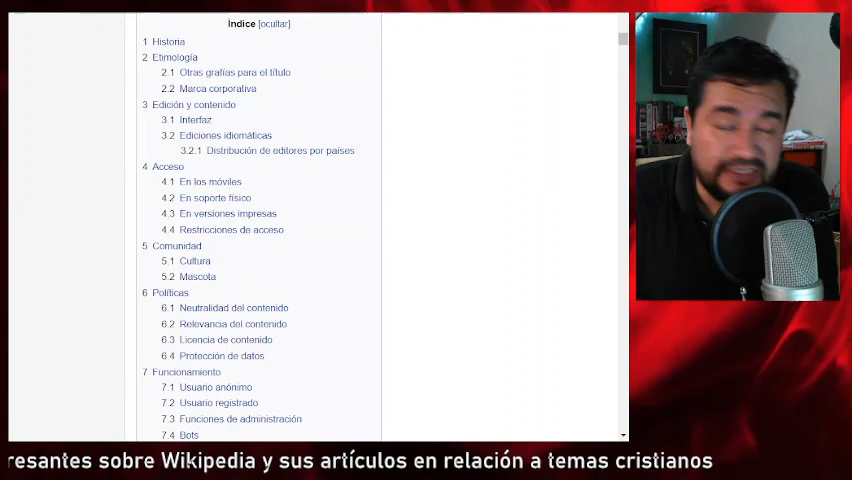 Índice [ocultar]
1 Historia
2 Etimología
2.1 Otras grafías para el título
2.2 Marca corporativa
3 Edición y contenido
3.1 Interfaz
3.2 Ediciones idiomáticas
3.2.1 Distribución de editores por países
4 Acceso
4.1 En los móviles
4.2 En soporte físico
4.3 En versiones impresas
4.4 Restricciones de acceso
5 Comunidad
5.1 Cultura
5.2 Mascota
6 Políticas
6.1 Neutralidad del contenido
6.2 Relevancia del contenido
6.3 Licencia de contenido
6.4 Protección de datos
7 Funcionamiento
7.1 Usuario anónimo
7.2 Usuario registrado
7.3 Funciones de administración
7.4 Bots
resantes sobre Wikipedia y sus artículos en relación a temas cristianos